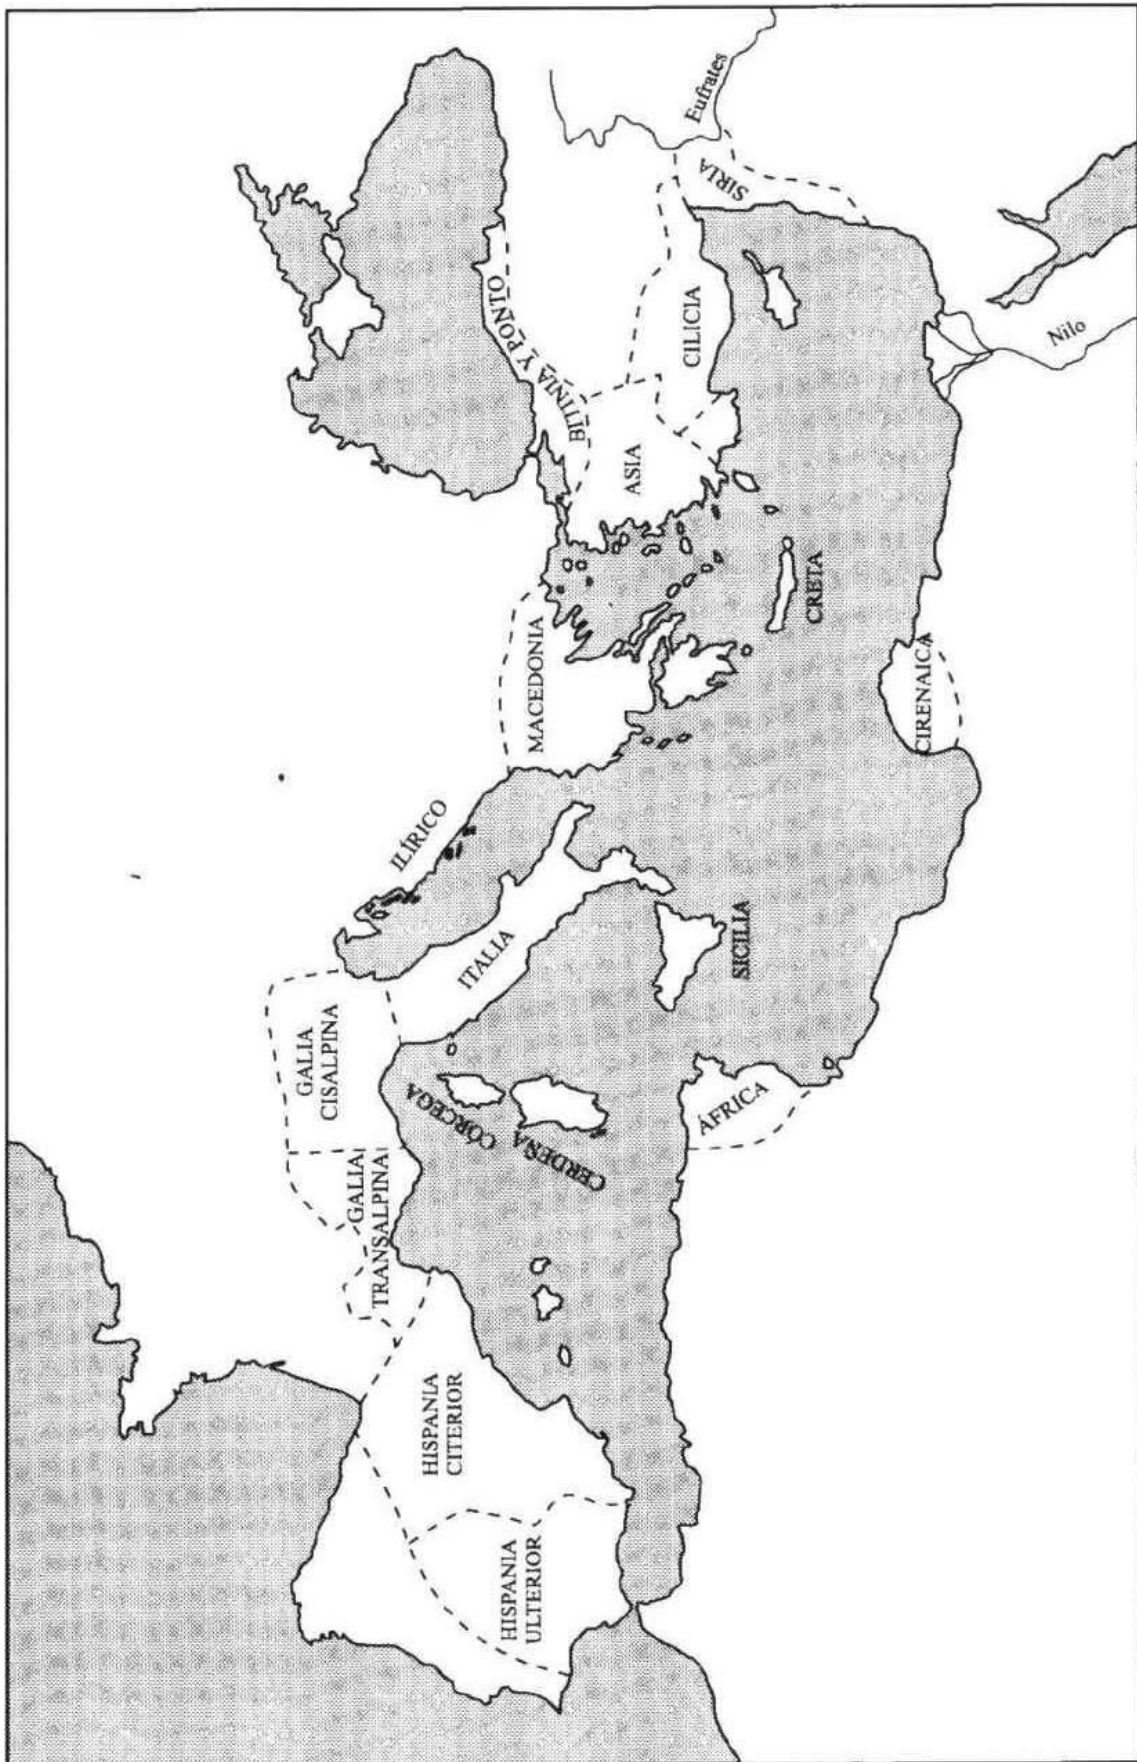 GALIA
CISALPINA
GALIA
TRANSALPINA
HISPANIA
CITERIOR
HISPANIA
ULTERIOR
ITALIA
ILÍRICO
MACEDONIA
BITINIA Y PONTO
ASIA
CILICIA
SIRIA
Eufrates
CÓRCEGA
CERDEÑA
SICILIA
CRETA
ÁFRICA
CIRENAICA
Nilo